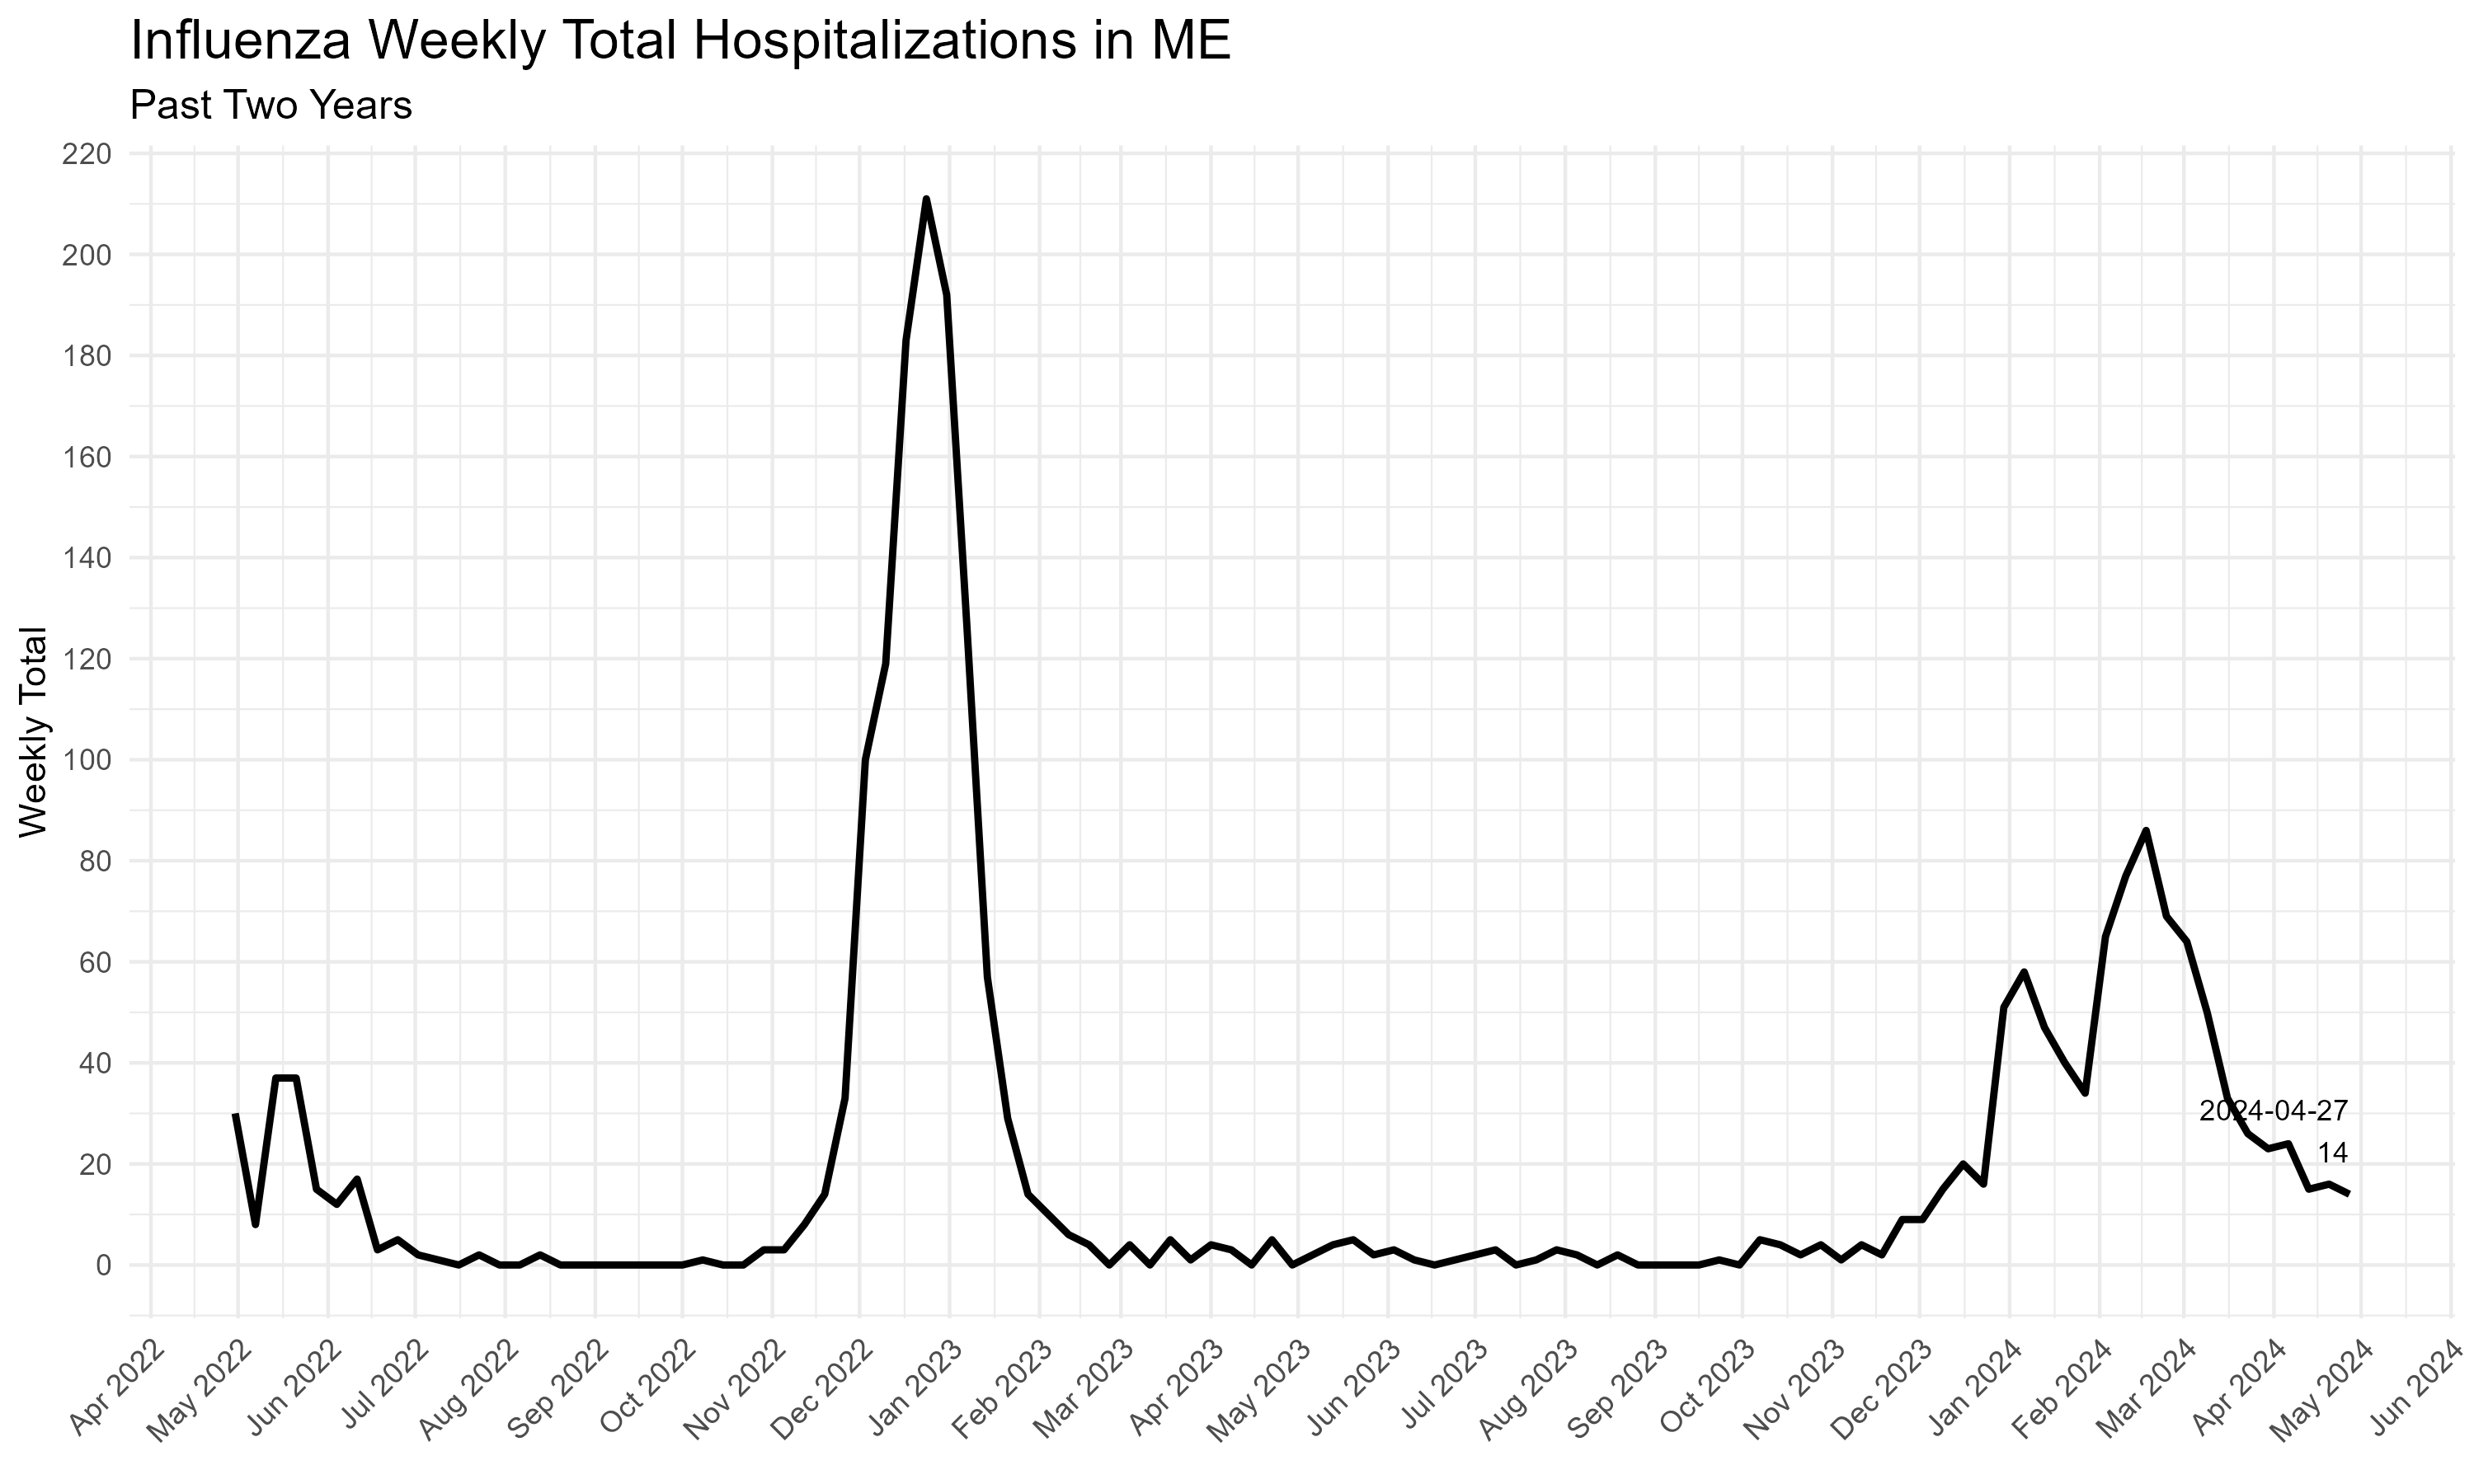 Influenza Weekly Total Hospitalizations in ME
Past Two Years
220
200
180
160
140
120
100
80
60
40
20
0
Weekly Total
2024-04-27
14
Apr 2022
May 2022
Jun 2022
Jul 2022
Aug 2022
Sep 2022
Oct 2022
Nov 2022
Dec 2022
Jan 2023
Feb 2023
Mar 2023
Apr 2023
May 2023
Jun 2023
Jul 2023
Aug 2023
Sep 2023
Oct 2023
Nov 2023
Dec 2023
Jan 2024
Feb 2024
Mar 2024
Apr 2024
May 2024
Jun 2024